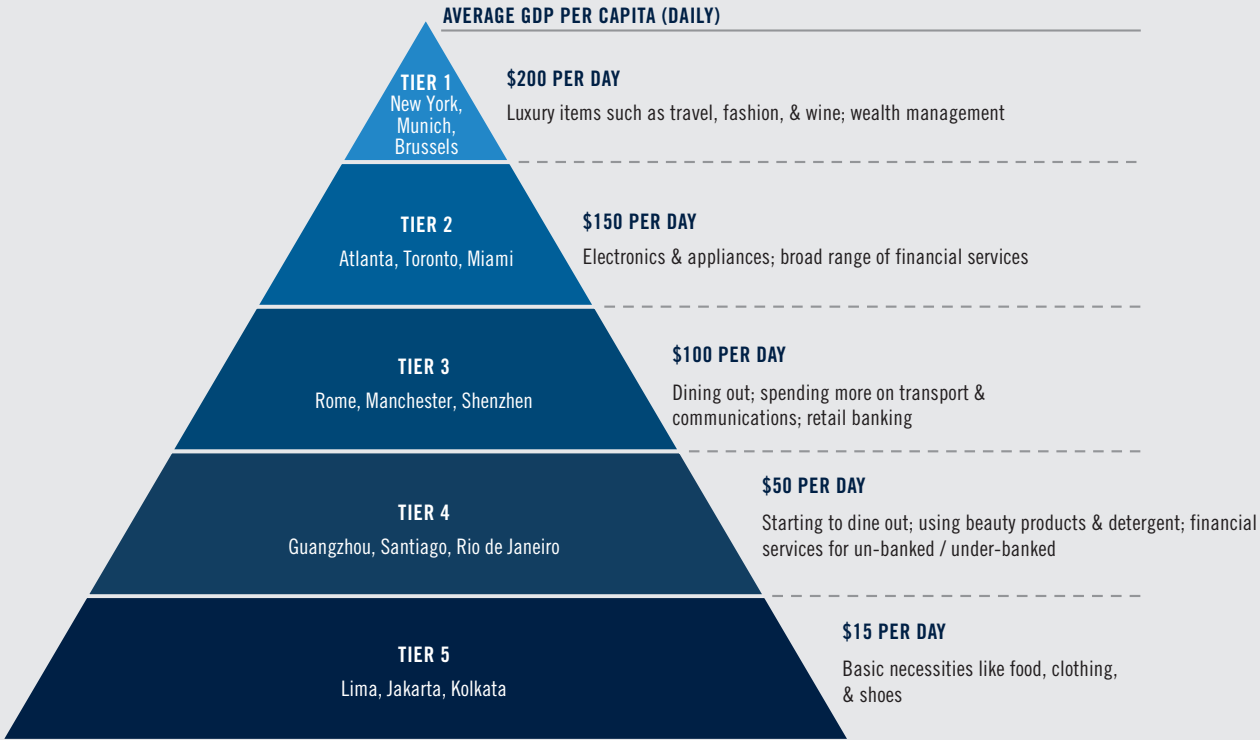 AVERAGE GDP PER CAPITA (DAILY)
TIER 1
New York,
Munich,
Brussels
$200 PER DAY
Luxury items such as travel, fashion, & wine; wealth management
TIER 2
Atlanta, Toronto, Miami
$150 PER DAY
Electronics & appliances; broad range of financial services
TIER 3
Rome, Manchester, Shenzhen
$100 PER DAY
Dining out; spending more on transport &
communications; retail banking
TIER 4
Guangzhou, Santiago, Rio de Janeiro
$50 PER DAY
Starting to dine out; using beauty products & detergent; financial
services for un-banked / under-banked
TIER 5
Lima, Jakarta, Kolkata
$15 PER DAY
Basic necessities like food, clothing,
& shoes